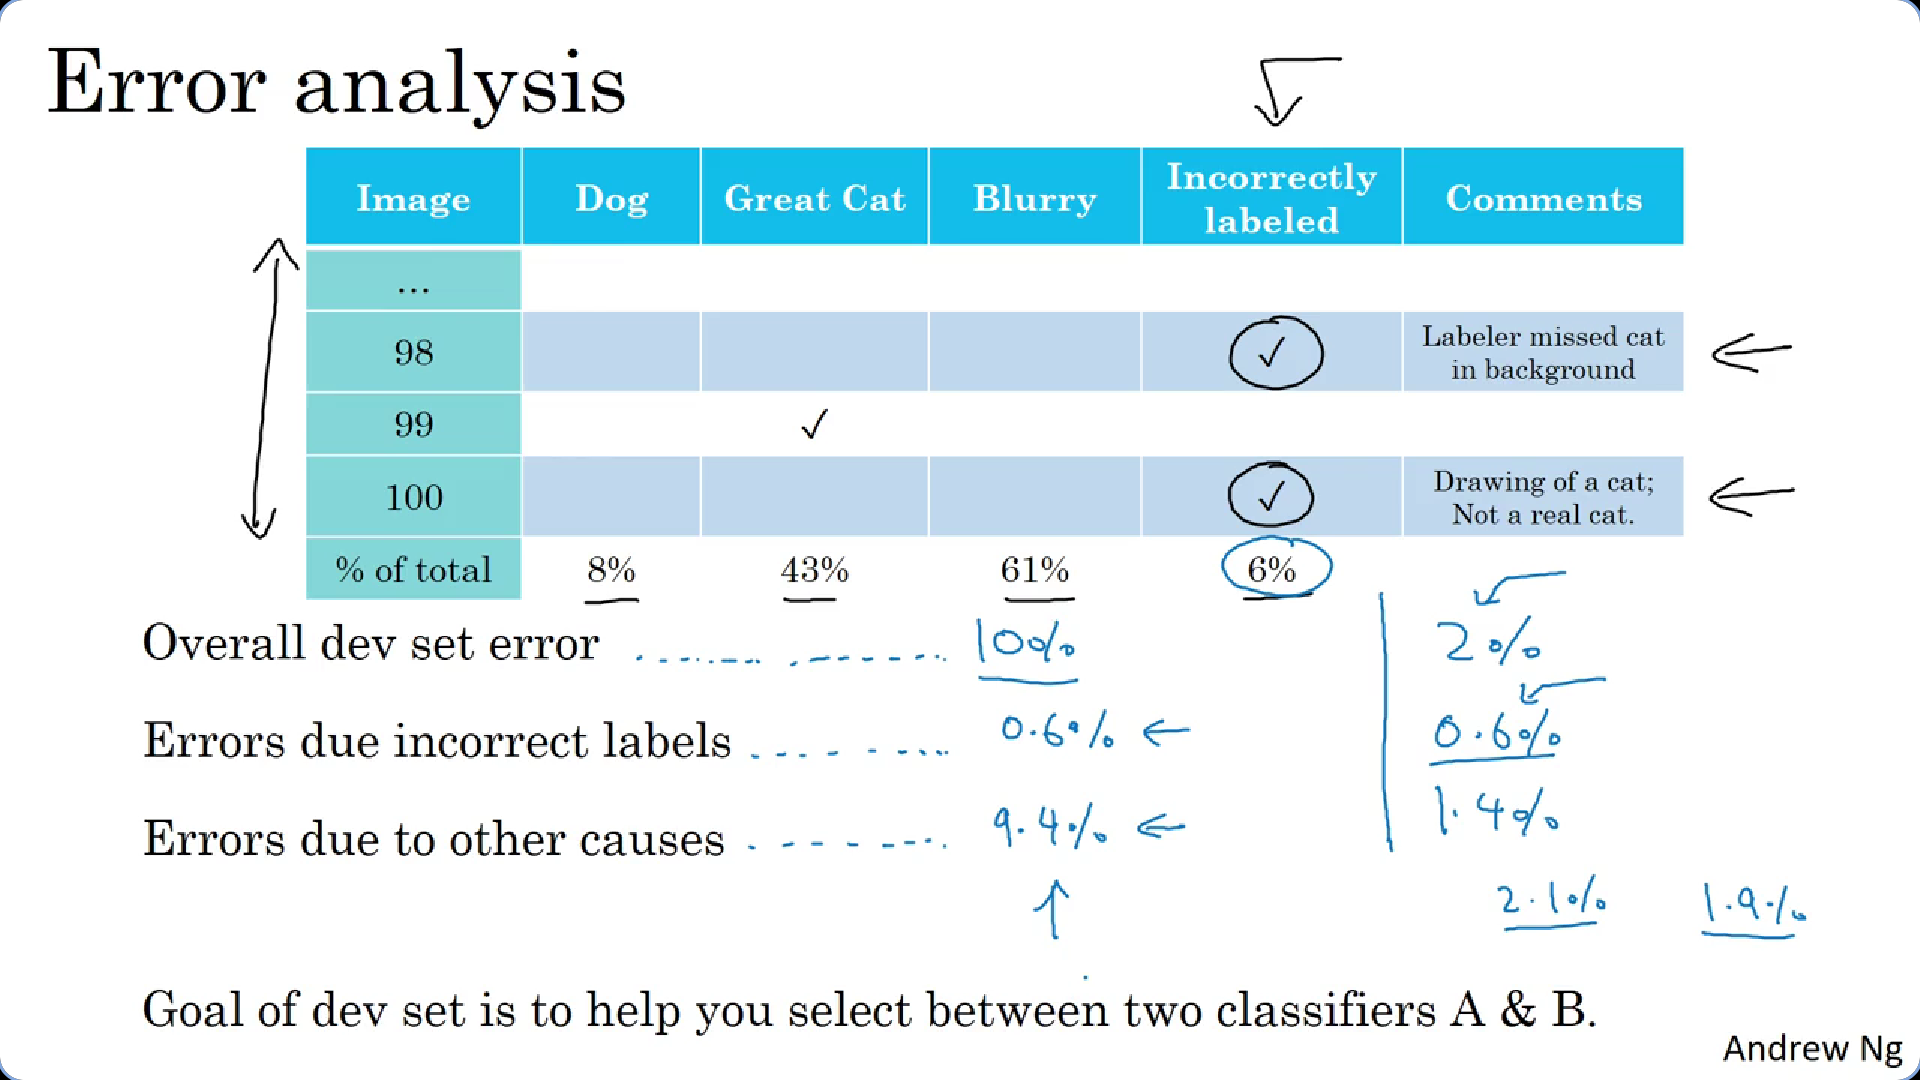 Error analysis
Image Dog Great Cat Blurry Incorrectly labeled Comments
...
98 ✓ Labeler missed cat in background
99 ✓
100 ✓ Drawing of a cat; Not a real cat.
% of total 8% 43% 61% 6%
Overall dev set error 10% 2%
Errors due incorrect labels 0.6% 0.6%
Errors due to other causes 9.4% 1.4%
2.1% 1.9%
Goal of dev set is to help you select between two classifiers A & B.
Andrew Ng